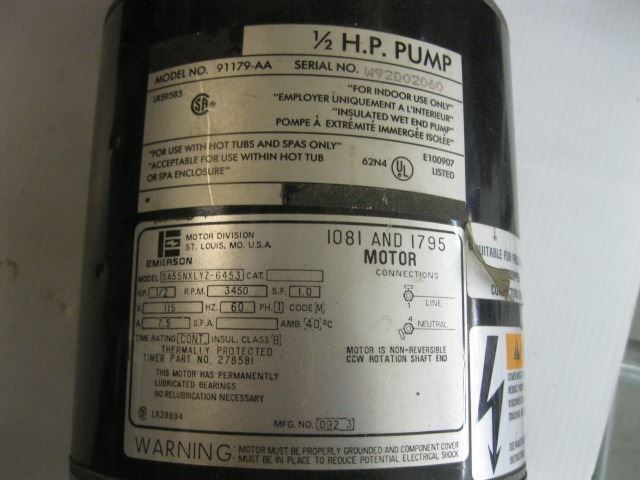 ½ H.P. PUMP
MODEL NO. 91179-AA SERIAL NO. W92D02060
LR39585
CSA
"FOR INDOOR USE ONLY"
"EMPLOYER UNIQUEMENT A L'INTERIEUR"
"INSULATED WET END PUMP"
POMPE À EXTRÉMITÉ IMMERGÉE ISOLÉE"
"FOR USE WITH HOT TUBS AND SPAS ONLY"
"ACCEPTABLE FOR USE WITHIN HOT TUB
OR SPA ENCLOSURE"
62N4 UL E100907
LISTED
EMERSON
MOTOR DIVISION
ST. LOUIS, MO. U.S.A.
MODEL SA55NXLYZ-6453 CAT.
H.P. 1/2 R.P.M. 3450 S.F. 1.0
V. 115 HZ. 60 PH. 1 CODE M
A. 7.5 S.F.A. AMB. 40 °C
TIME RATING CONT. INSUL. CLASS B
THERMALLY PROTECTED
TIMER PART NO. 278581
THIS MOTOR HAS PERMANENTLY
LUBRICATED BEARINGS
NO RELUBRICATION NECESSARY
LR39894
MFG. NO. 092 3
1081 AND 1795
MOTOR
CONNECTIONS
1
LINE
4
NEUTRAL
MOTOR IS NON-REVERSIBLE
CCW ROTATION SHAFT END
WARNING: MOTOR MUST BE PROPERLY GROUNDED AND COMPONENT COVER
MUST BE IN PLACE TO REDUCE POTENTIAL ELECTRICAL SHOCK
SUITABLE FOR